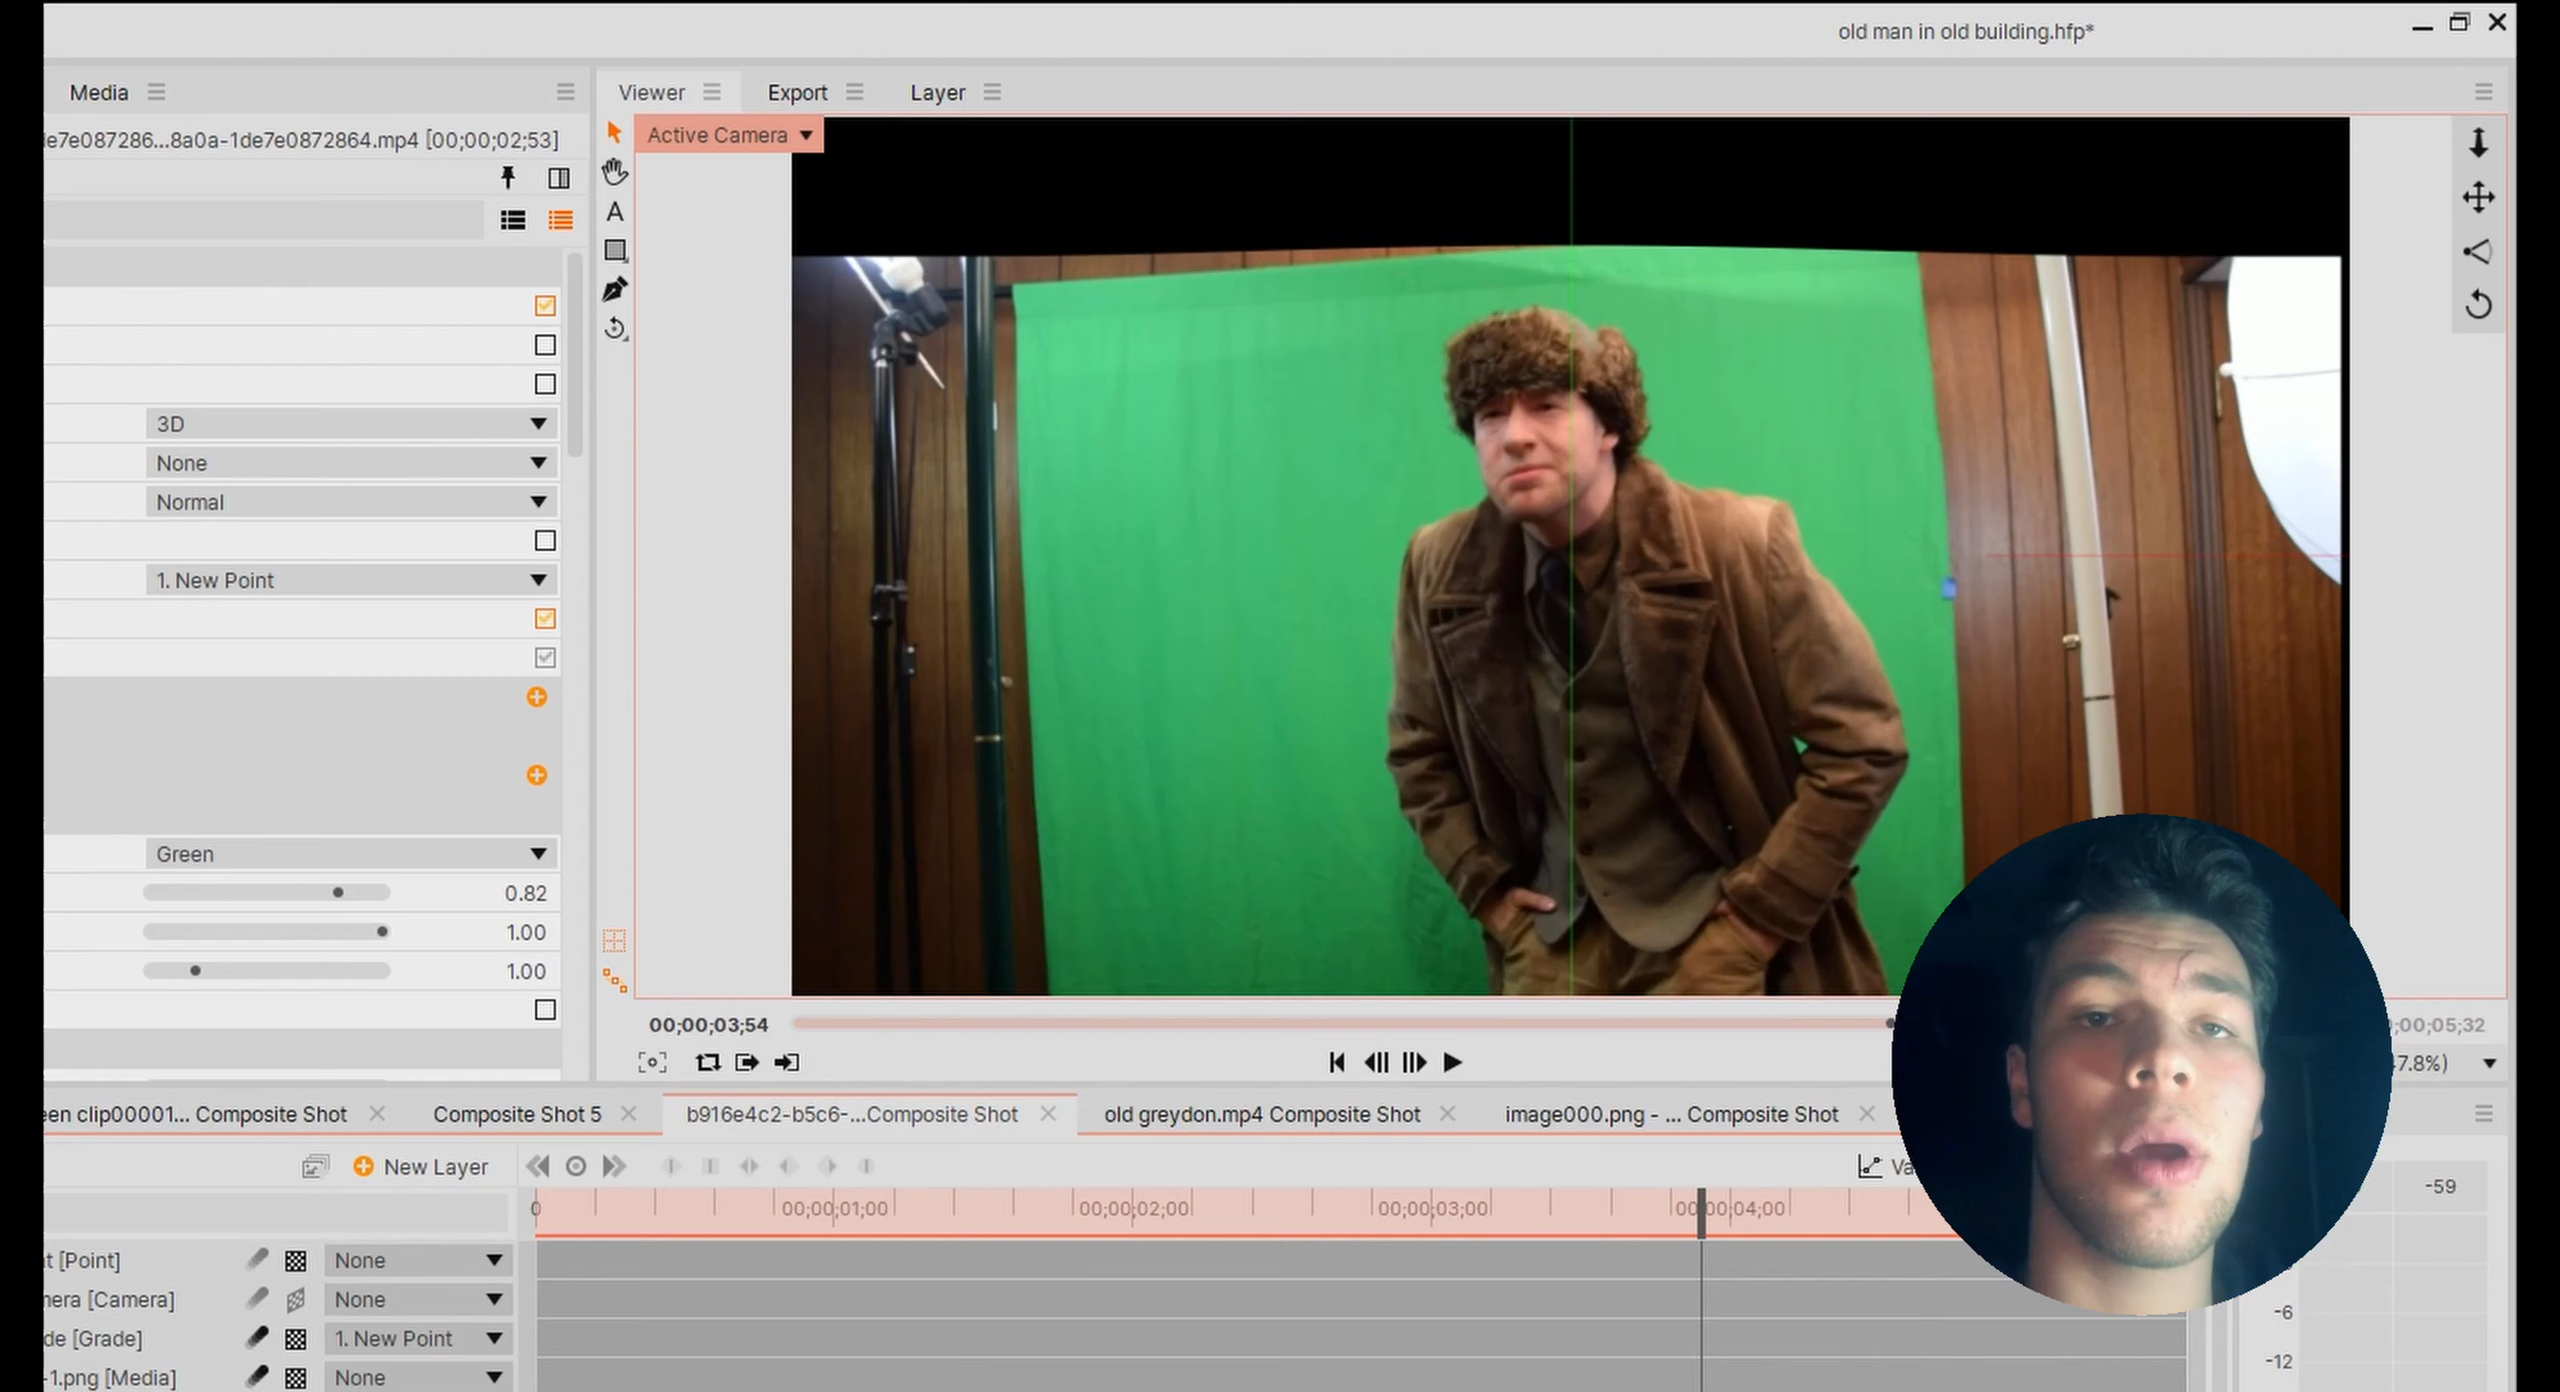 old man in old building.hfp*
Media
Viewer Export Layer
e7e087286...8a0a-1de7e0872864.mp4 [00;00;02;53]
Active Camera
A
3D
None
Normal
1. New Point
Green
0.82
1.00
1.00
00;00;03;54
;00;05;32
7.8%)
en clip00001... Composite Shot
Composite Shot 5
b916e4c2-b5c6-...Composite Shot
old greydon.mp4 Composite Shot
image000.png - ... Composite Shot
New Layer
Va
0 00;00;01;00 00;00;02;00 00;00;03;00 00;00;04;00
-59
t [Point] None
nera [Camera] None
-6
de [Grade] 1. New Point
-12
-1.png [Media] None